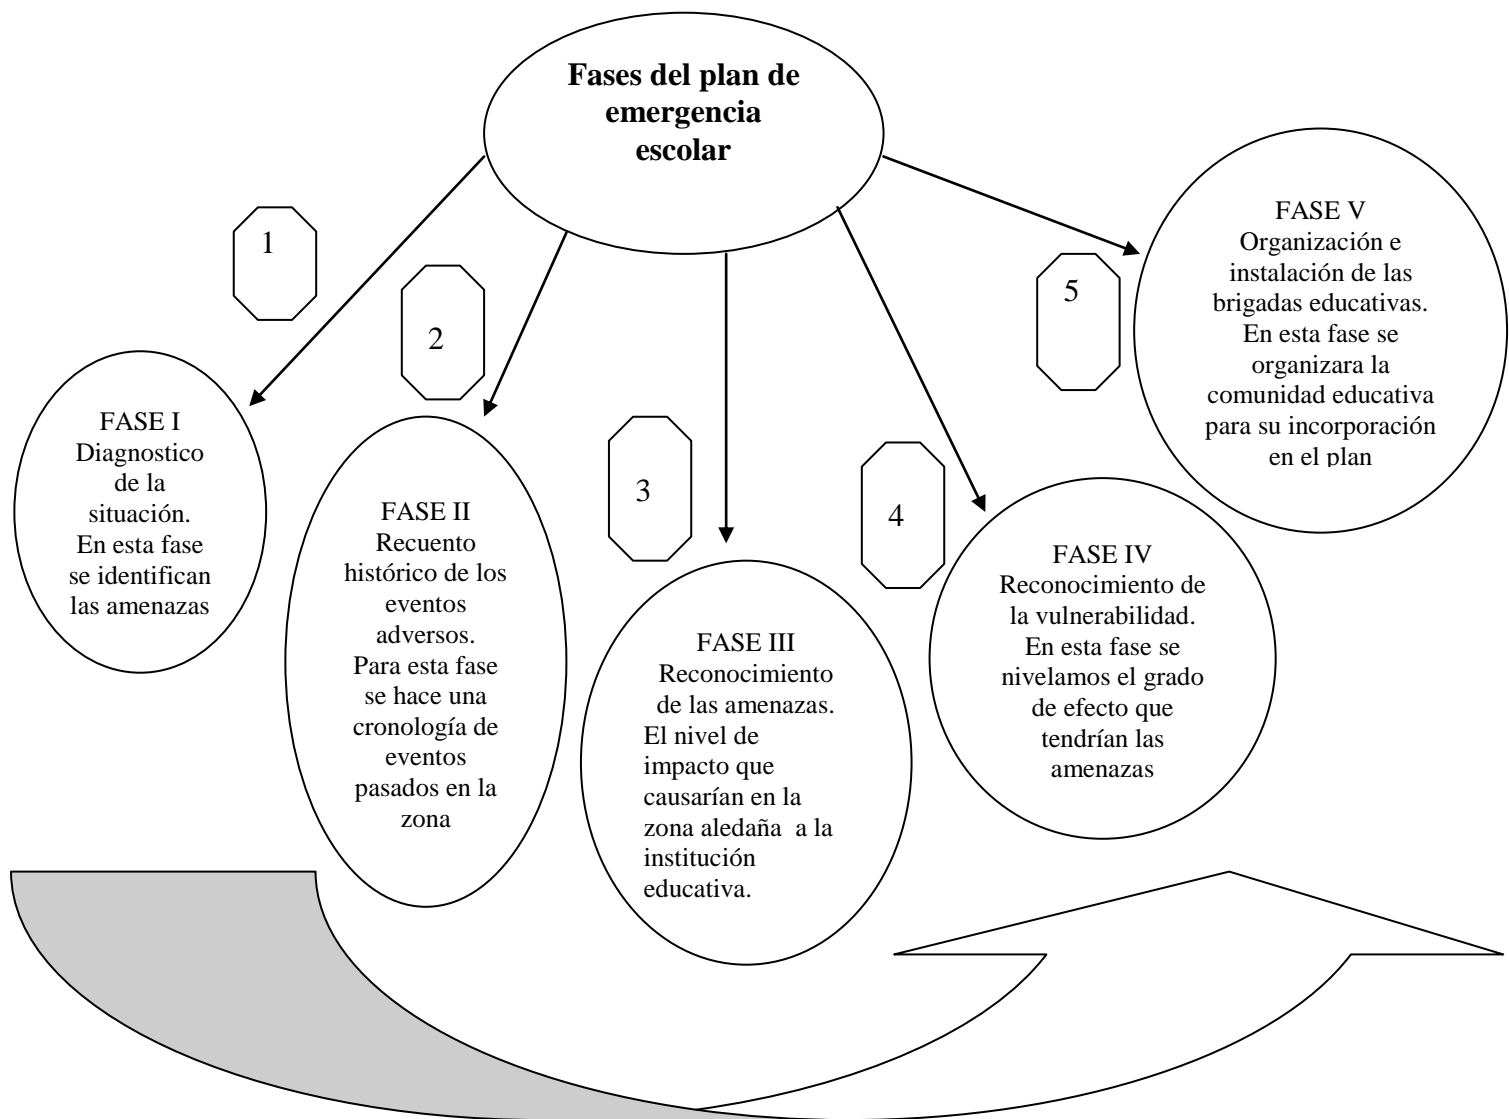 Fases del plan de
emergencia
escolar
1
2
3
4
5
FASE I
Diagnostico
de la
situación.
En esta fase
se identifican
las amenazas
FASE II
Recuento
histórico de los
eventos
adversos.
Para esta fase
se hace una
cronología de
eventos
pasados en la
zona
FASE III
Reconocimiento
de las amenazas.
El nivel de
impacto que
causarían en la
zona aledaña  a la
institución
educativa.
FASE IV
Reconocimiento de
la vulnerabilidad.
En esta fase se
nivelamos el grado
de efecto que
tendrían las
amenazas
FASE V
Organización e
instalación de las
brigadas educativas.
En esta fase se
organizara la
comunidad educativa
para su incorporación
en el plan